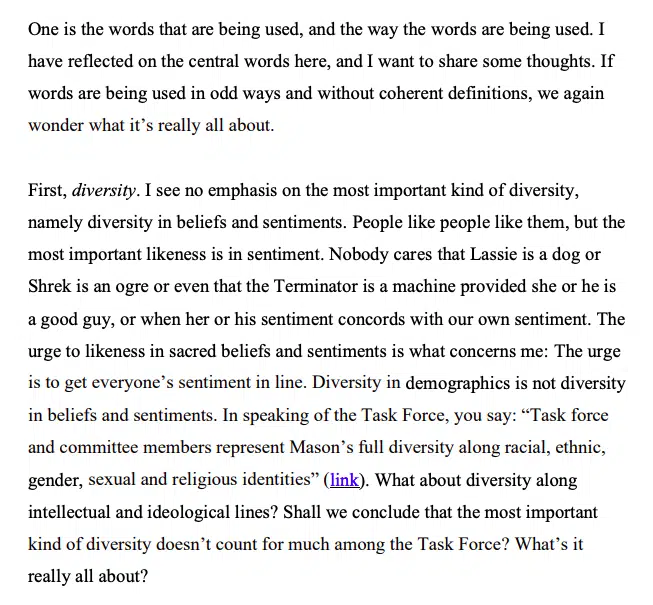 One is the words that are being used, and the way the words are being used. I
have reflected on the central words here, and I want to share some thoughts. If
words are being used in odd ways and without coherent definitions, we again
wonder what it’s really all about.
First, diversity. I see no emphasis on the most important kind of diversity,
namely diversity in beliefs and sentiments. People like people like them, but the
most important likeness is in sentiment. Nobody cares that Lassie is a dog or
Shrek is an ogre or even that the Terminator is a machine provided she or he is
a good guy, or when her or his sentiment concords with our own sentiment. The
urge to likeness in sacred beliefs and sentiments is what concerns me: The urge
is to get everyone’s sentiment in line. Diversity in demographics is not diversity
in beliefs and sentiments. In speaking of the Task Force, you say: “Task force
and committee members represent Mason’s full diversity along racial, ethnic,
gender, sexual and religious identities” (link). What about diversity along
intellectual and ideological lines? Shall we conclude that the most important
kind of diversity doesn’t count for much among the Task Force? What’s it
really all about?